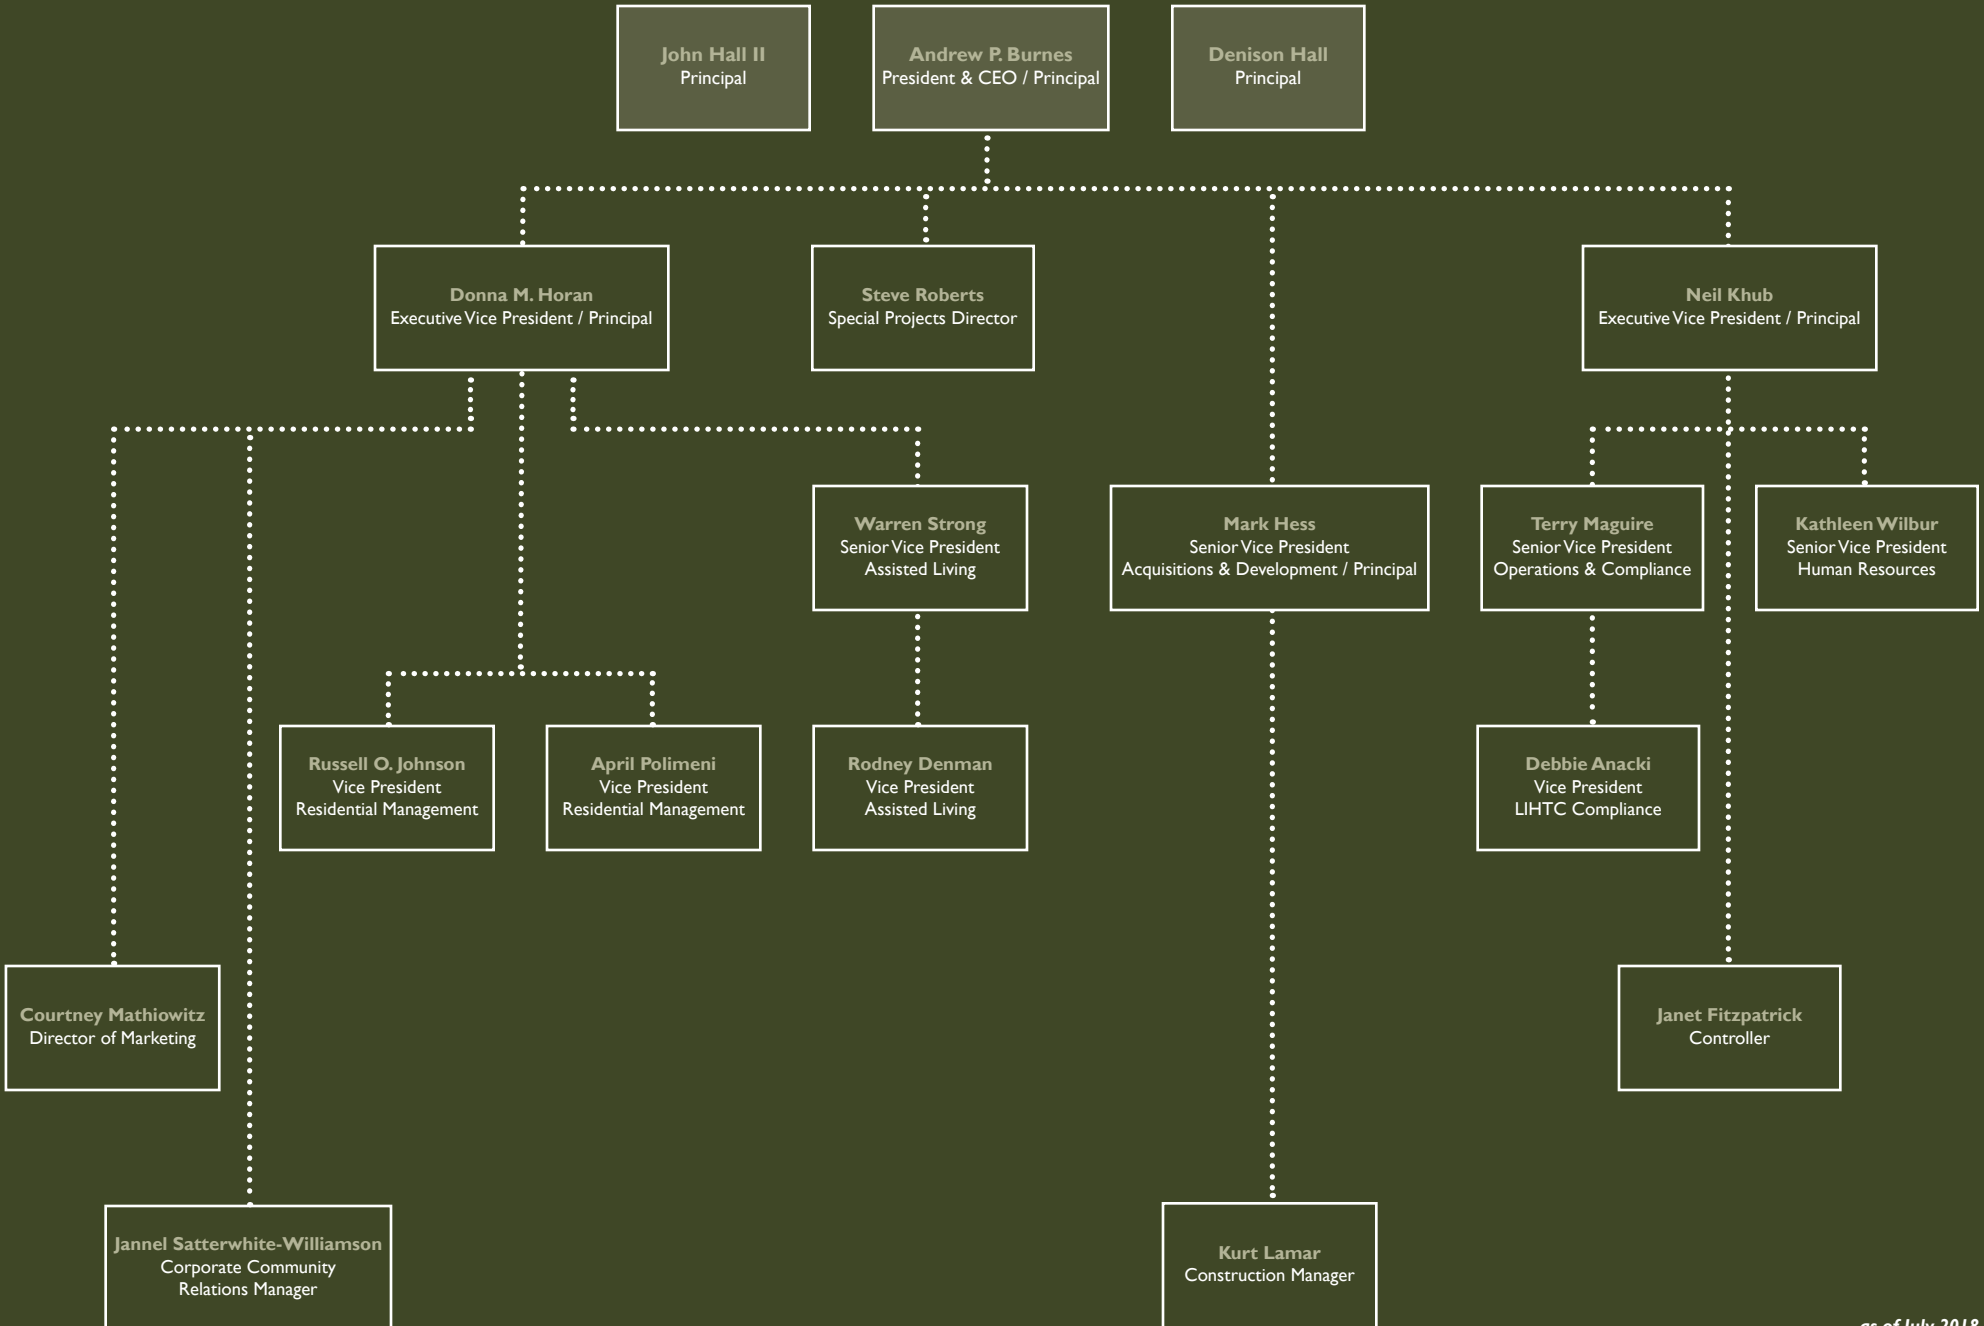 John Hall II
Principal
Andrew P. Burnes
President & CEO / Principal
Denison Hall
Principal
Donna M. Horan
Executive Vice President / Principal
Steve Roberts
Special Projects Director
Neil Khub
Executive Vice President / Principal
Warren Strong
Senior Vice President
Assisted Living
Mark Hess
Senior Vice President
Acquisitions & Development / Principal
Terry Maguire
Senior Vice President
Operations & Compliance
Kathleen Wilbur
Senior Vice President
Human Resources
Russell O. Johnson
Vice President
Residential Management
April Polimeni
Vice President
Residential Management
Rodney Denman
Vice President
Assisted Living
Debbie Anacki
Vice President
LIHTC Compliance
Courtney Mathiowitz
Director of Marketing
Janet Fitzpatrick
Controller
Jannel Satterwhite-Williamson
Corporate Community
Relations Manager
Kurt Lamar
Construction Manager
as of July 2018